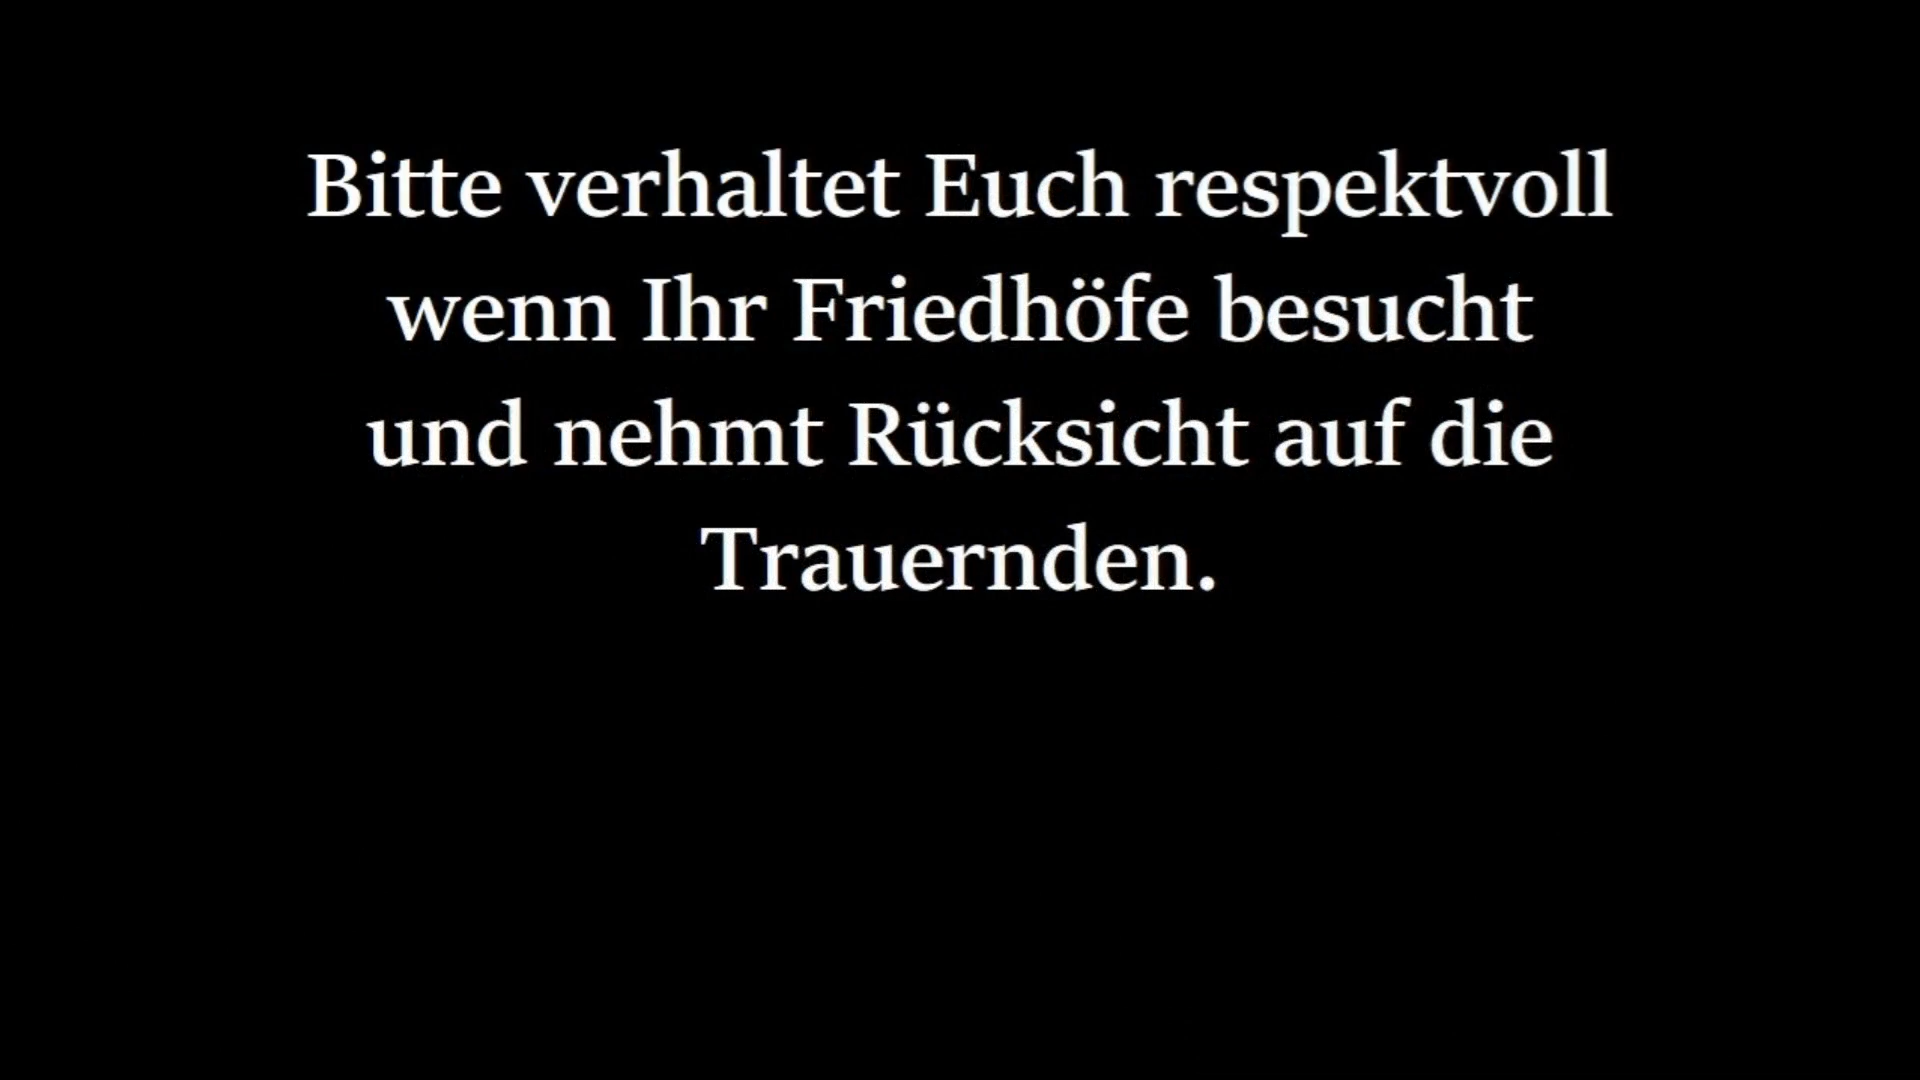 Bitte verhaltet Euch respektvoll
wenn Ihr Friedhöfe besucht
und nehmt Rücksicht auf die
Trauernden.